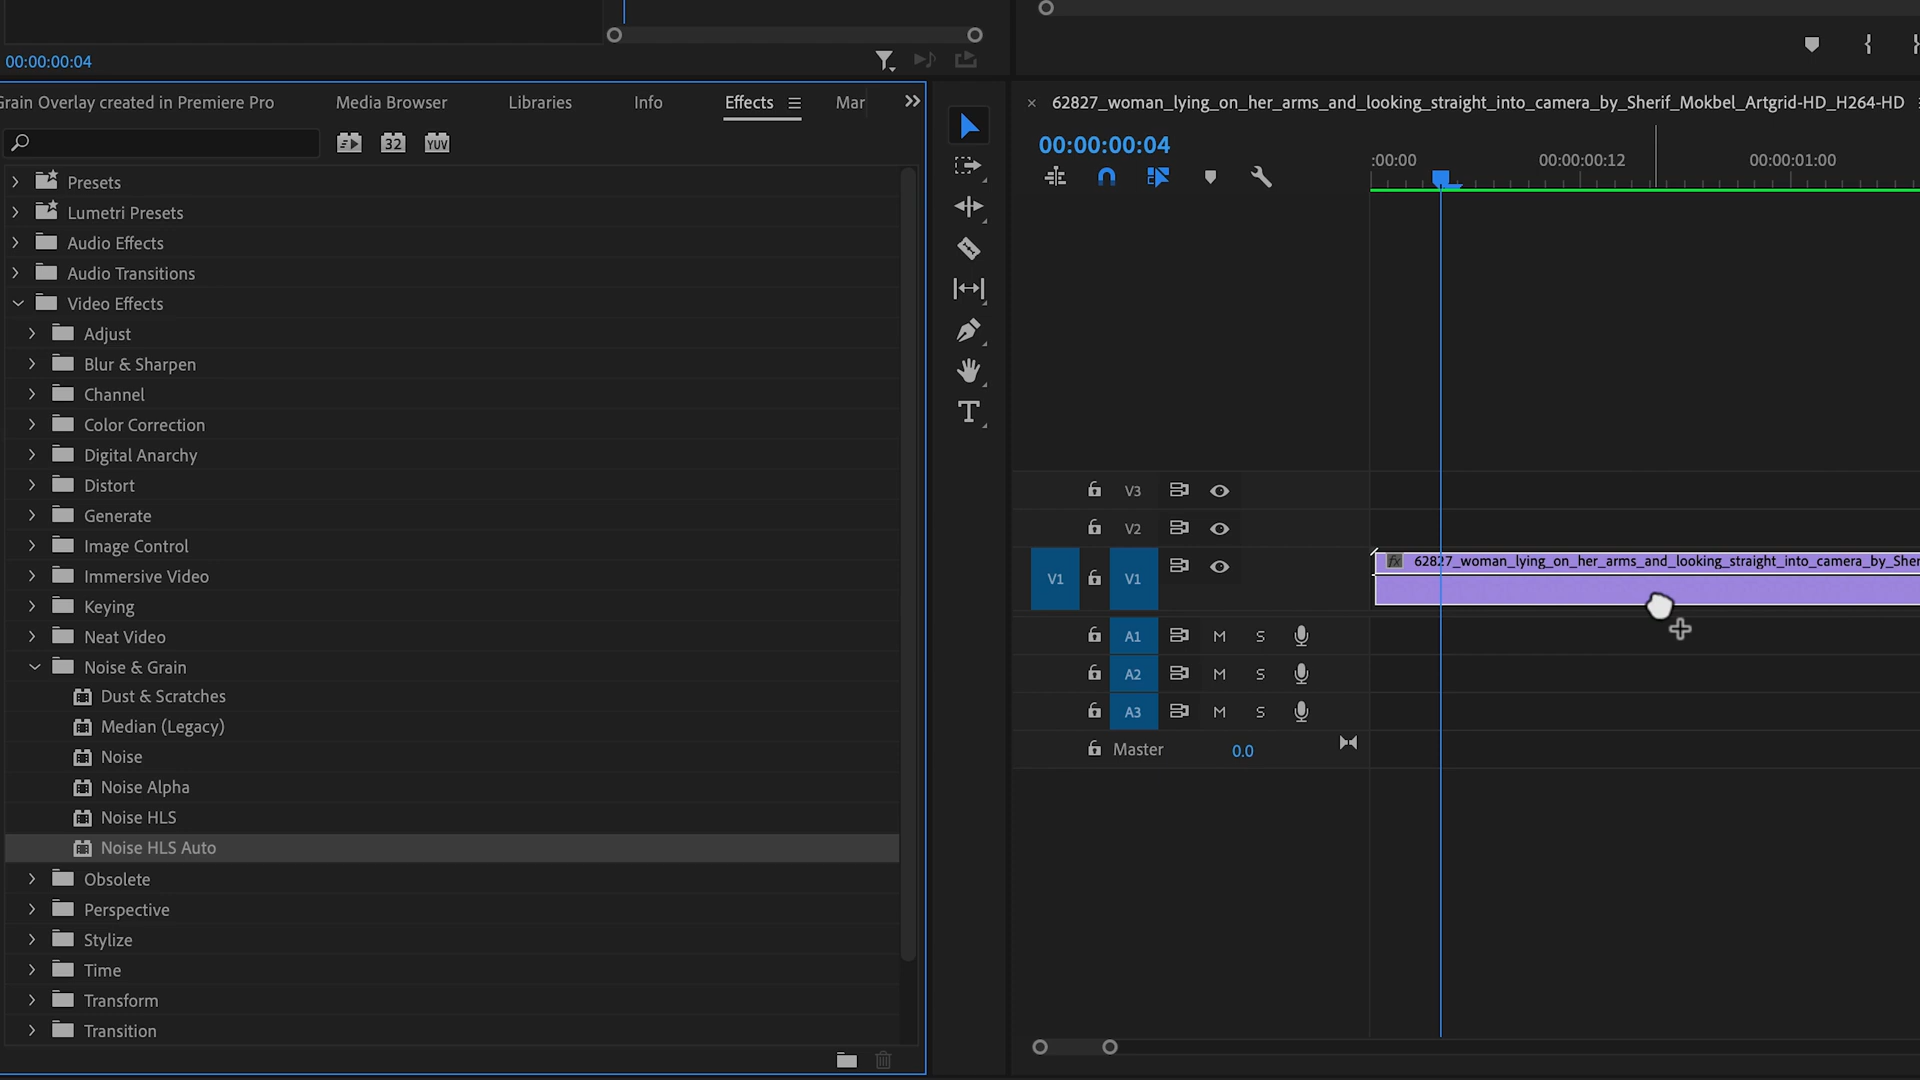 00:00:00:04
Grain Overlay created in Premiere Pro
Media Browser
Libraries
Info
Effects
Mar
32
YUV
Presets
Lumetri Presets
Audio Effects
Audio Transitions
Video Effects
Adjust
Blur & Sharpen
Channel
Color Correction
Digital Anarchy
Distort
Generate
Image Control
Immersive Video
Keying
Neat Video
Noise & Grain
Dust & Scratches
Median (Legacy)
Noise
Noise Alpha
Noise HLS
Noise HLS Auto
Obsolete
Perspective
Stylize
Time
Transform
Transition
62827_woman_lying_on_her_arms_and_looking_straight_into_camera_by_Sherif_Mokbel_Artgrid-HD_H264-HD
00:00:00:04
:00:00
00:00:00:12
00:00:01:00
V3
V2
V1
V1
fx
62827_woman_lying_on_her_arms_and_looking_straight_into_camera_by_Sher
A1
M
S
A2
M
S
A3
M
S
Master
0.0